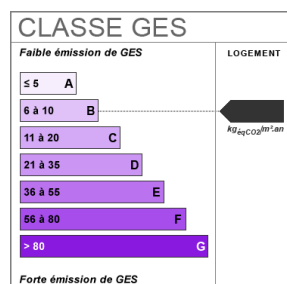 CLASSE GES
Faible émission de GES
LOGEMENT
≤ 5 A
6 à 10 B
11 à 20 C
kgéqCO2/m².an
21 à 35 D
36 à 55 E
56 à 80 F
> 80 G
Forte émission de GES